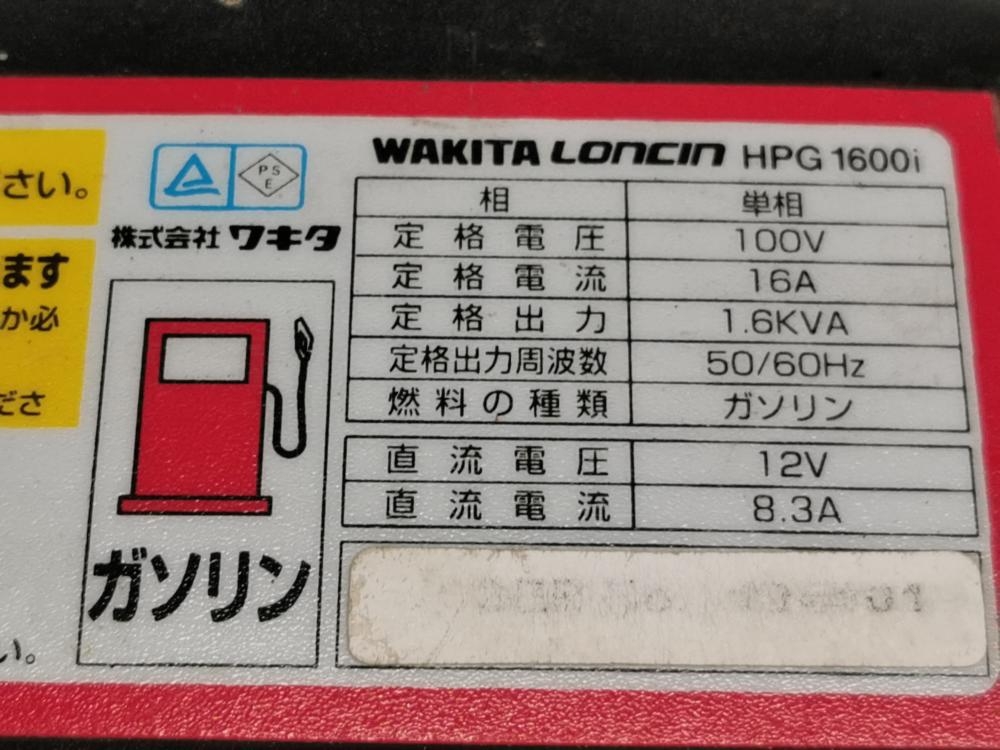 ださい。
ます
か必
ださ
い。
PS
E
株式会社 ワキタ
ガソリン
WAKITA LONCIN HPG 1600i
相 単相
定格電圧 100V
定格電流 16A
定格出力 1.6KVA
定格出力周波数 50/60Hz
燃料の種類 ガソリン
直流電圧 12V
直流電流 8.3A